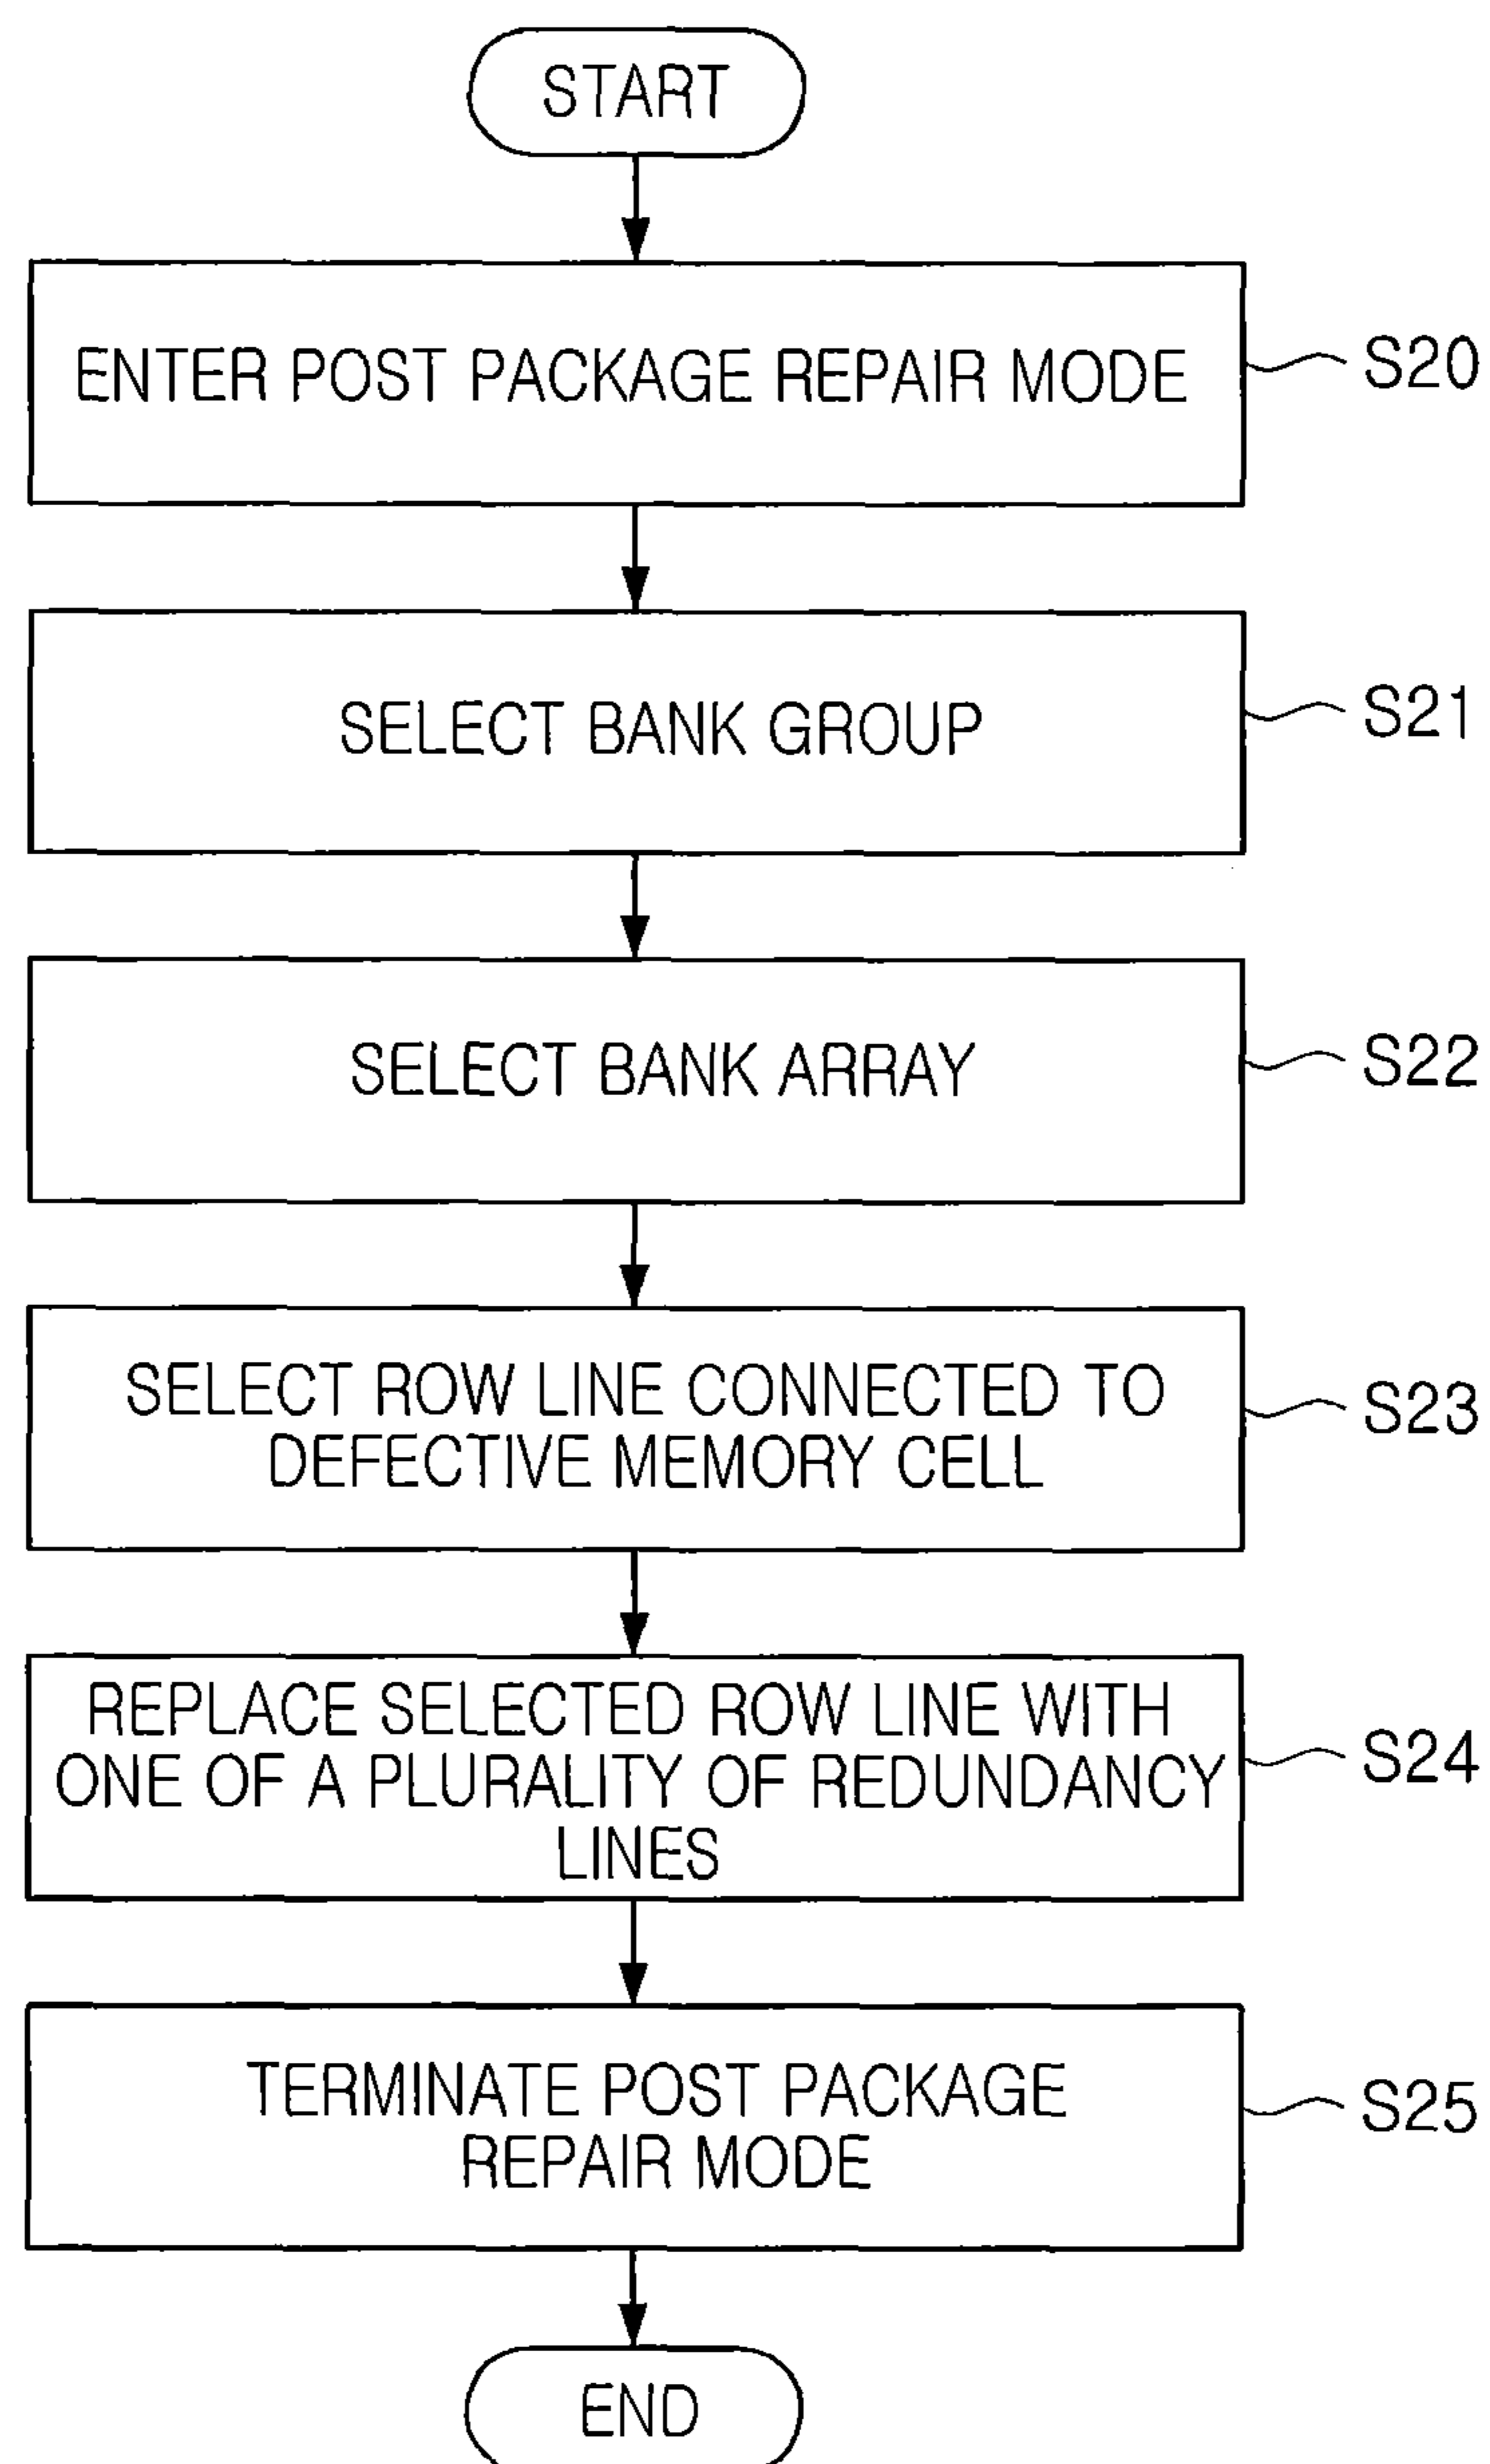 START
ENTER POST PACKAGE REPAIR MODE
S20
SELECT BANK GROUP
S21
SELECT BANK ARRAY
S22
SELECT ROW LINE CONNECTED TO
DEFECTIVE MEMORY CELL
S23
REPLACE SELECTED ROW LINE WITH
ONE OF A PLURALITY OF REDUNDANCY
LINES
S24
TERMINATE POST PACKAGE
REPAIR MODE
S25
END